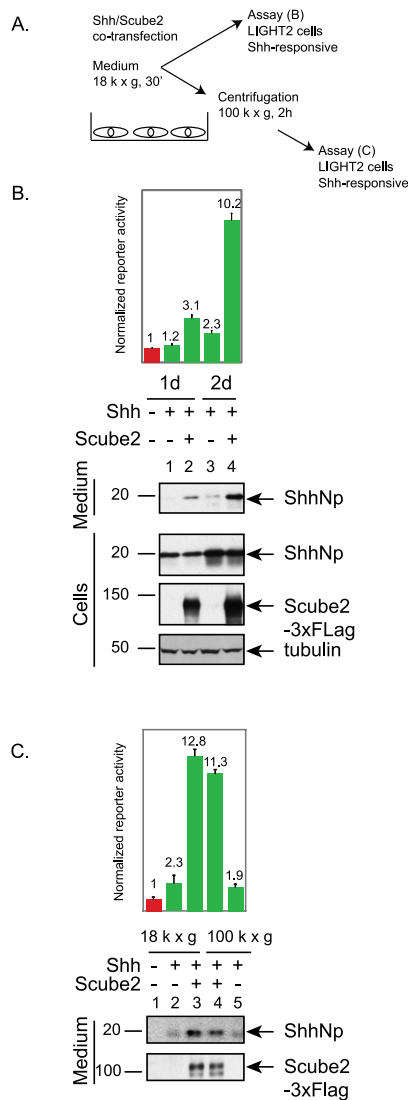 A.
Shh/Scube2
co-transfection
Medium
18 k x g, 30'
Assay (B)
LIGHT2 cells
Shh-responsive
Centrifugation
100 k x g, 2h
Assay (C)
LIGHT2 cells
Shh-responsive
B.
Normalized reporter activity
1 1.2 3.1 2.3 10.2
1d 2d
Shh - + + + +
Scube2 + +
1 2 3 4
Medium
20 ShhNp
Cells
20 ShhNp
150 Scube2
-3xFLag
50 tubulin
C.
Normalized reporter activity
1 2.3 12.8 11.3 1.9
18 k x g 100 k x g
Shh - + + + +
Scube2 + +
1 2 3 4 5
Medium
20 ShhNp
100 Scube2
-3xFlag